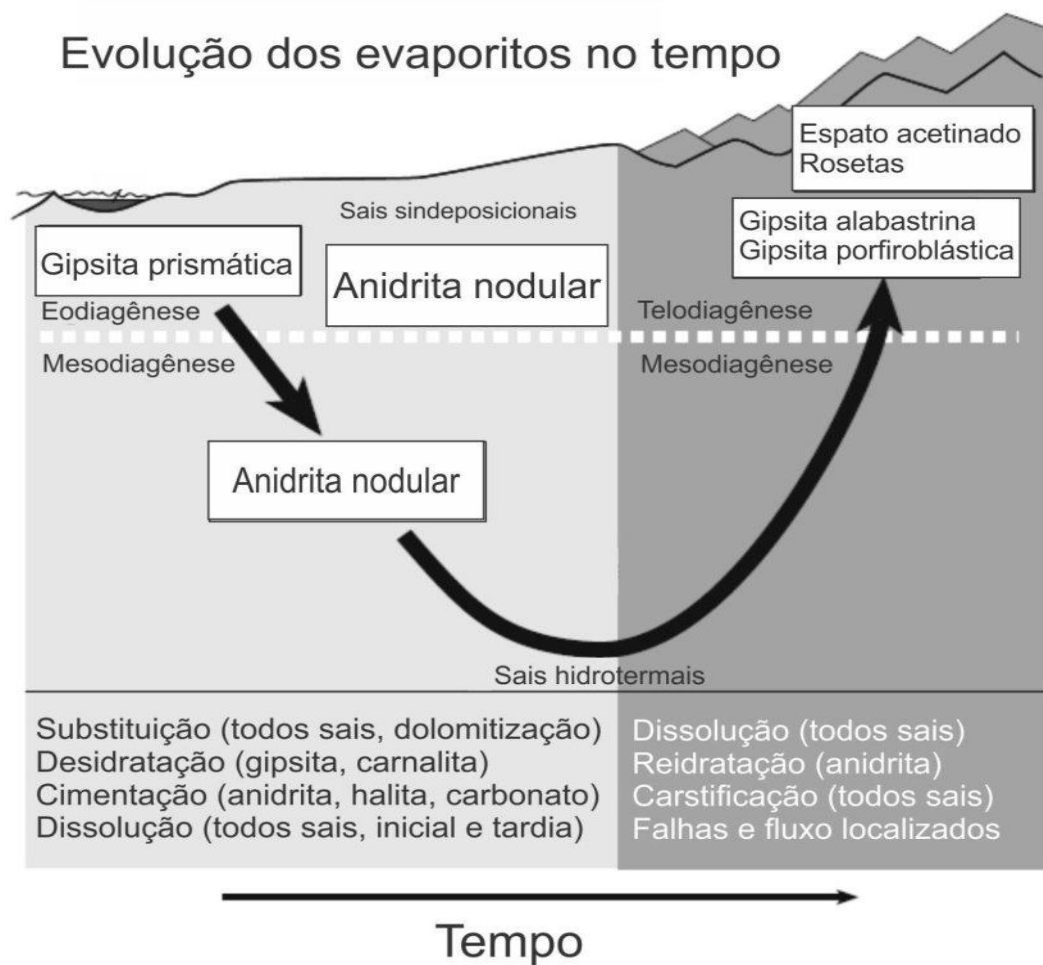 Evolução dos evaporitos no tempo
Espato acetinado
Rosetas
Sais sindeposicionais
Gipsita prismática
Anidrita nodular
Gipsita alabastrina
Gipsita porfiroblástica
Eodiagênese
Telodiagênese
Mesodiagênese
Mesodiagênese
Anidrita nodular
Sais hidrotermais
Substituição (todos sais, dolomitização)
Desidratação (gipsita, carnalita)
Cimentação (anidrita, halita, carbonato)
Dissolução (todos sais, inicial e tardia)
Dissolução (todos sais)
Reidratação (anidrita)
Carstificação (todos sais)
Falhas e fluxo localizados
Tempo